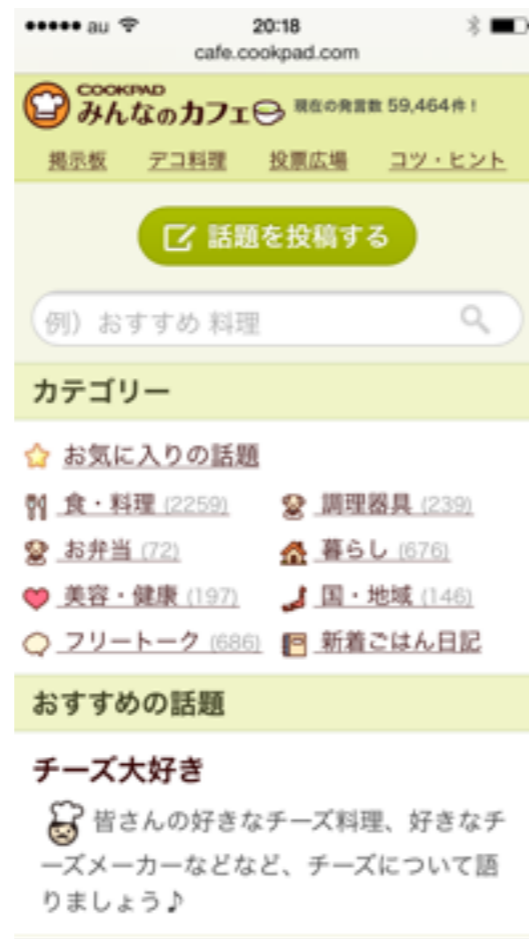 au 20:18
cafe.cookpad.com
COOKPAD
みんなのカフェ 現在の発言数 59,464件！
掲示板 デコ料理 投票広場 コツ・ヒント
話題を投稿する
例）おすすめ 料理
カテゴリー
お気に入りの話題
食・料理 (2259) 調理器具 (239)
お弁当 (72) 暮らし (676)
美容・健康 (197) 国・地域 (146)
フリートーク (686) 新着ごはん日記
おすすめの話題
チーズ大好き
皆さんの好きなチーズ料理、好きなチ
ーズメーカーなどなど、チーズについて語
りましょう♪